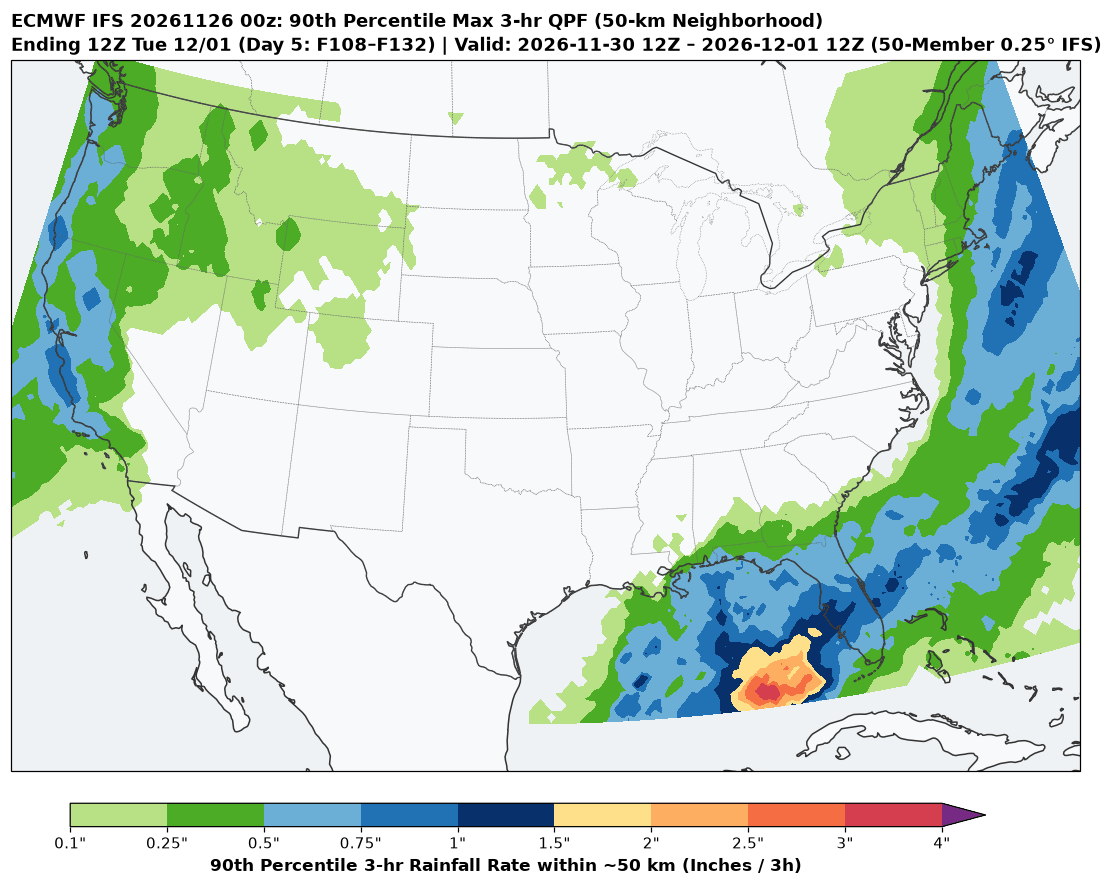 ECMWF IFS 20261126 00z: 90th Percentile Max 3-hr QPF (50-km Neighborhood)
Ending 12Z Tue 12/01 (Day 5: F108–F132) | Valid: 2026-11-30 12Z – 2026-12-01 12Z (50-Member 0.25° IFS)
0.1" 0.25" 0.5" 0.75" 1" 1.5" 2" 2.5" 3" 4"
90th Percentile 3-hr Rainfall Rate within ~50 km (Inches / 3h)